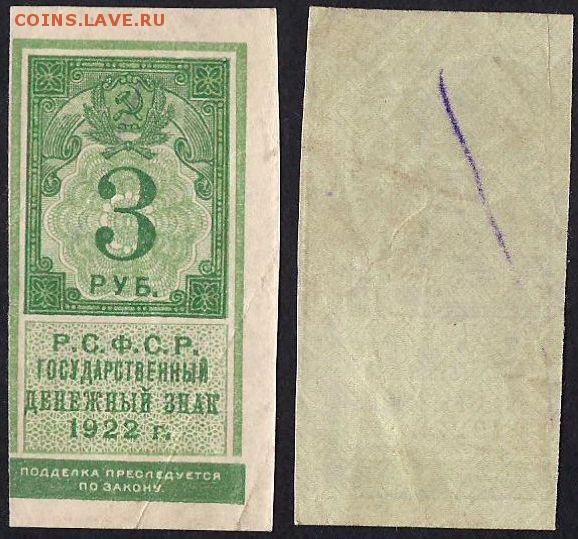 COINS.LAVE.RU
3
РУБ.
Р.С.Ф.С.Р.
ГОСУДАРСТВЕННЫЙ
ДЕНЕЖНЫЙ ЗНАК
1922 г.
ПОДДЕЛКА ПРЕСЛЕДУЕТСЯ
ПО ЗАКОНУ.